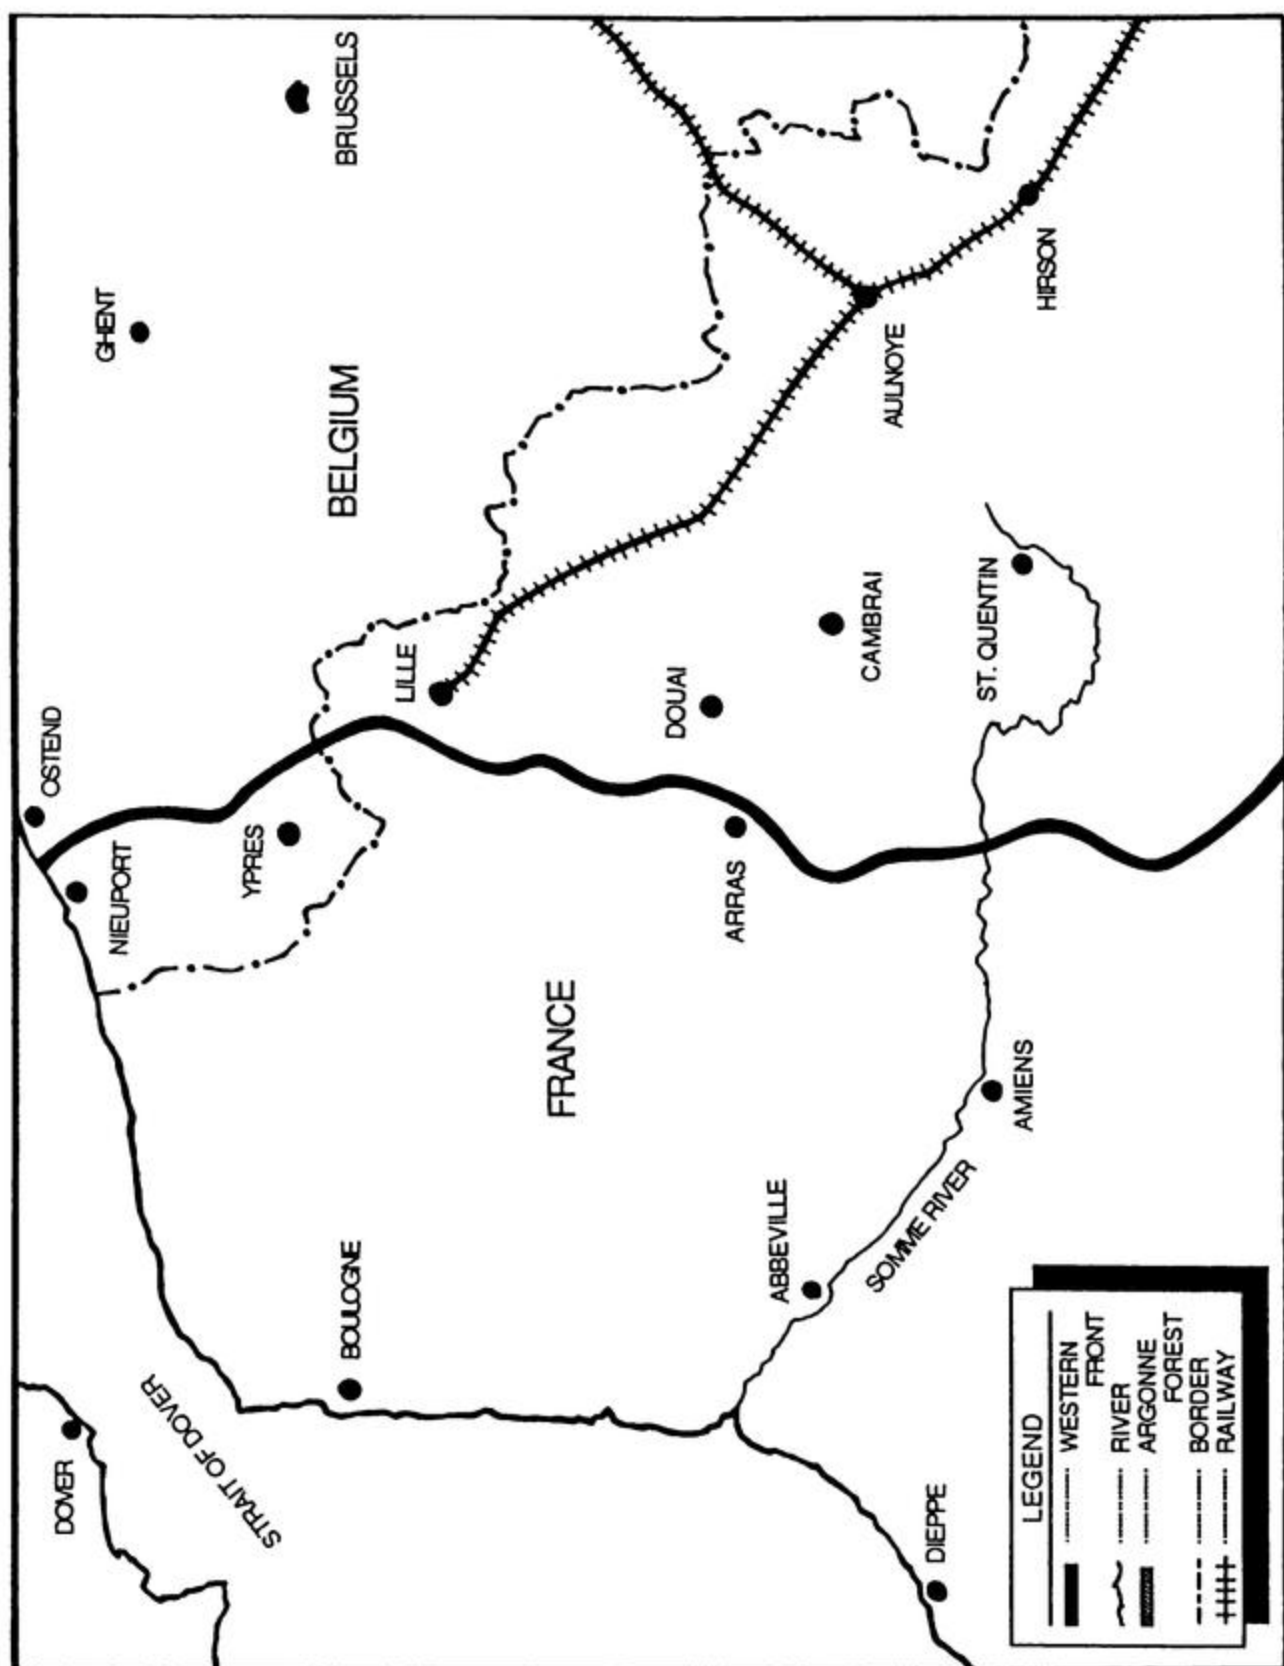 OSTEND
DOVER
GHENT
NIEUPORT
STRAIT OF DOVER
YPRES
BELGIUM
BRUSSELS
BOULOGNE
LILLE
FRANCE
DOUAI
ARRAS
ABBEVILLE
CAMBRAI
AULNOYE
SOMME RIVER
DIEPPE
ST. QUENTIN
AMIENS
HIRSON
LEGEND
WESTERN
FRONT
RIVER
ARGONNE
FOREST
BORDER
RAILWAY